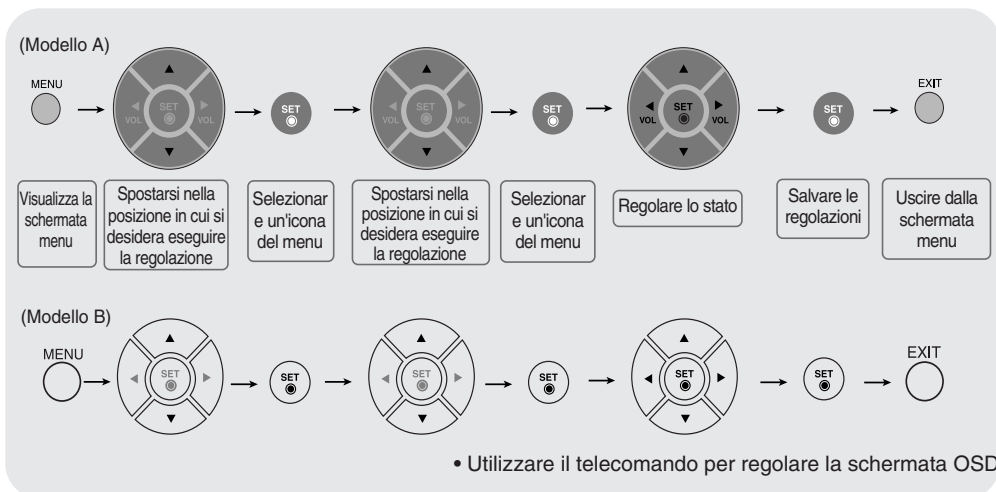 (Modello A)
MENU
SET
VOL VOL
SET
SET
VOL VOL
SET
SET
VOL VOL
SET
EXIT
Visualizza la
schermata
menu
Spostarsi nella
posizione in cui si
desidera eseguire
la regolazione
Selezionar
e un'icona
del menu
Spostarsi nella
posizione in cui si
desidera eseguire
la regolazione
Selezionar
e un'icona
del menu
Regolare lo stato
Salvare le
regolazioni
Uscire dalla
schermata
menu
(Modello B)
MENU
SET
SET
SET
SET
SET
SET
EXIT
• Utilizzare il telecomando per regolare la schermata OSD